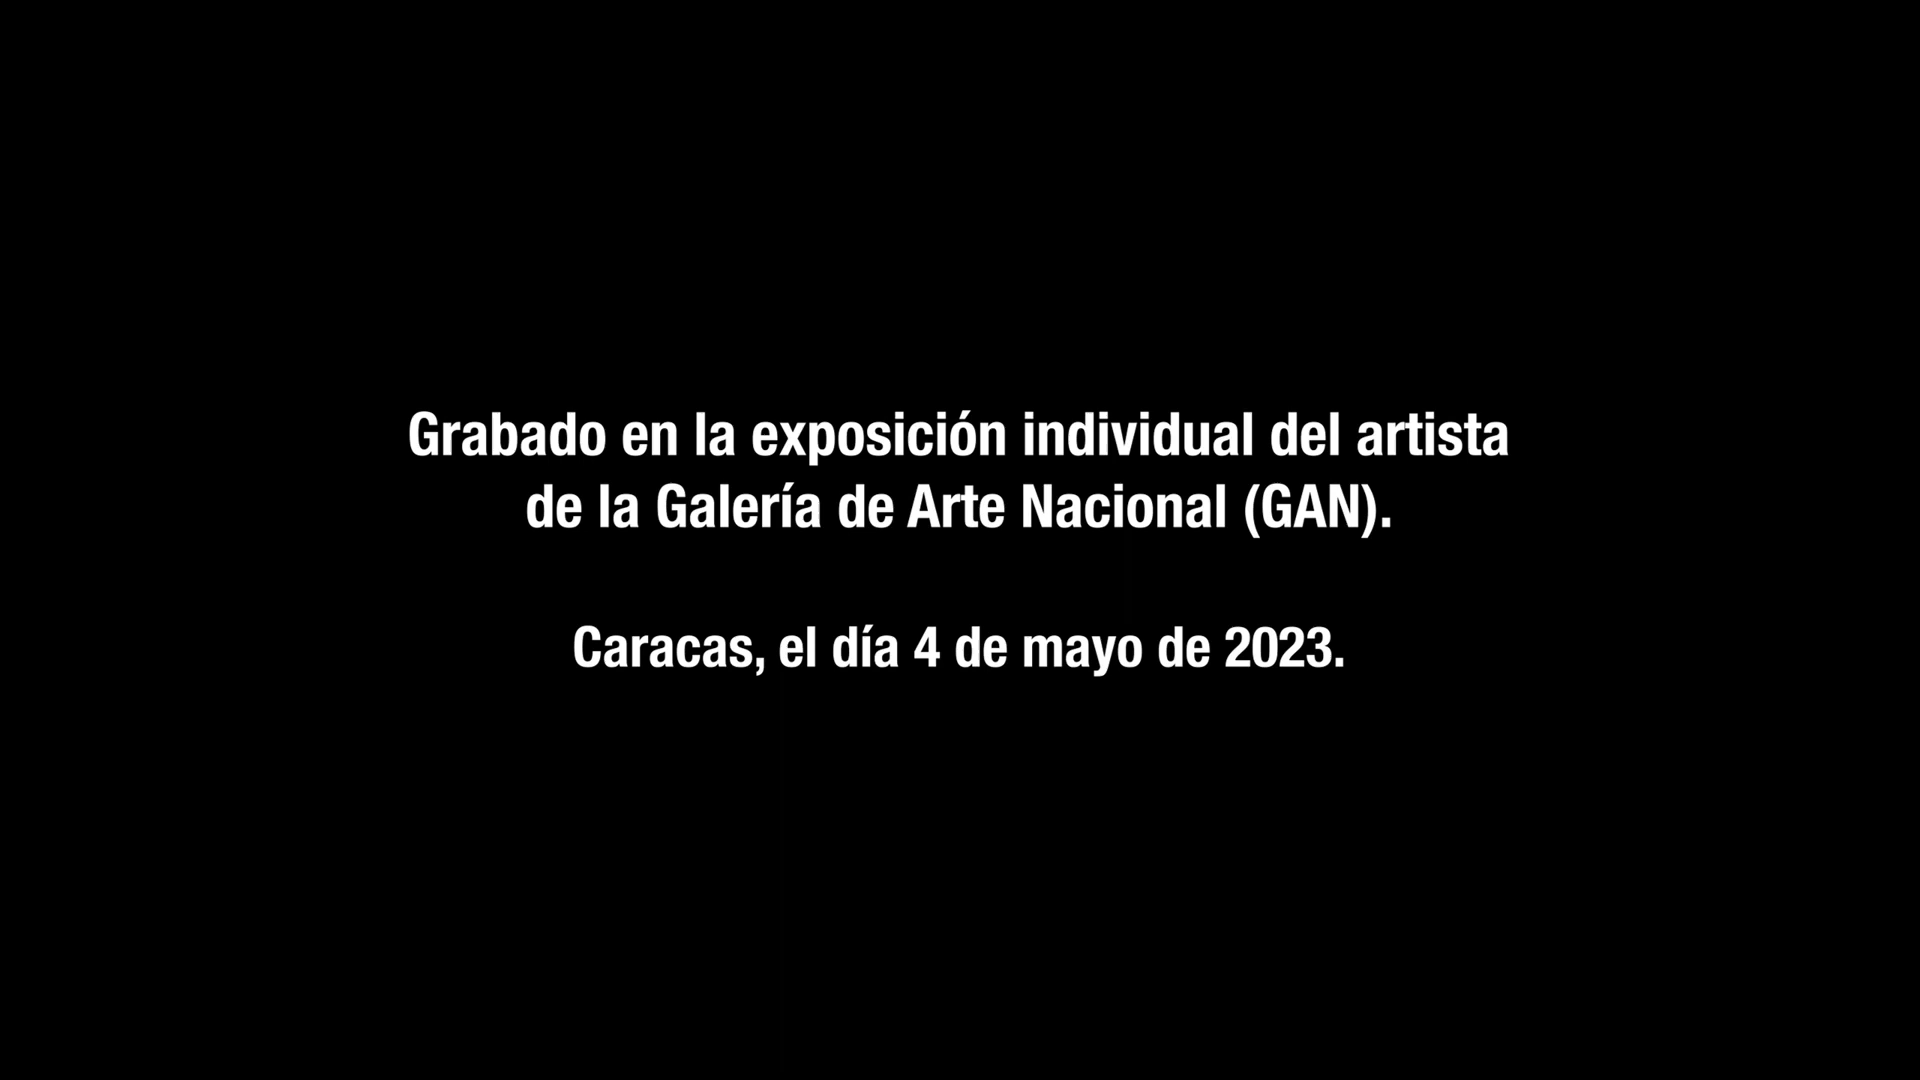 Grabado en la exposición individual del artista
de la Galería de Arte Nacional (GAN).
Caracas, el día 4 de mayo de 2023.